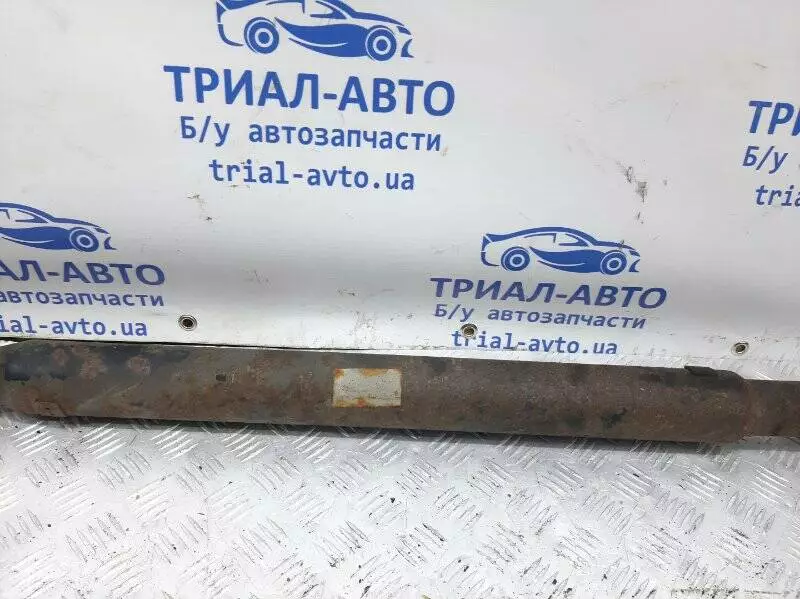 ТРИАЛ-АВТО
Б/у автозапчасти
trial-avto.ua
ТРИ
Б/у
tria
АЛ-АВТО
автозапчасти
ial-avto.ua
ТРИАЛ-АВТО
Б/у автозапчасти
trial-avto.ua